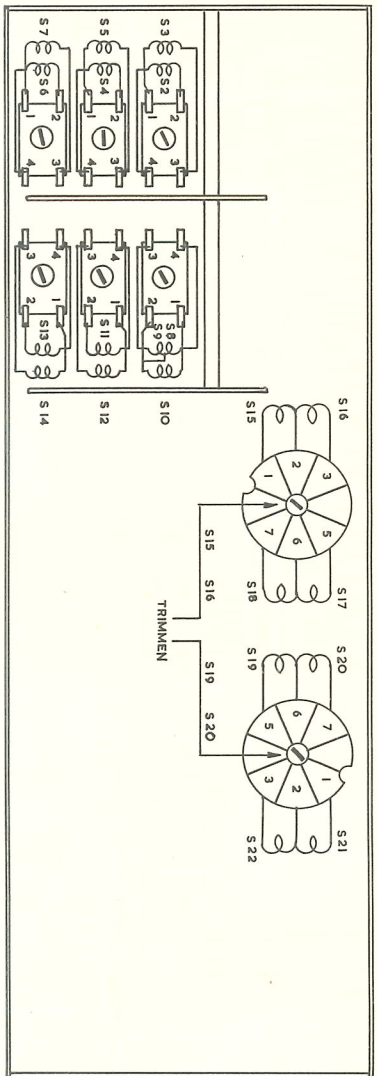 S16 S17 S20 S21
3 5 7 1
2 6 6 2
1 7 5 3
S15 S18 S19 S22
S15 S16 S19 S20
TRIMMEN
2 3 4 1
S3 S2 S8 S10
S9
1 4 3 2
2 3 4 1
S5 S4 S11 S12
1 4 3 2
2 3 4 1
S7 S6 S13 S14
1 4 3 2